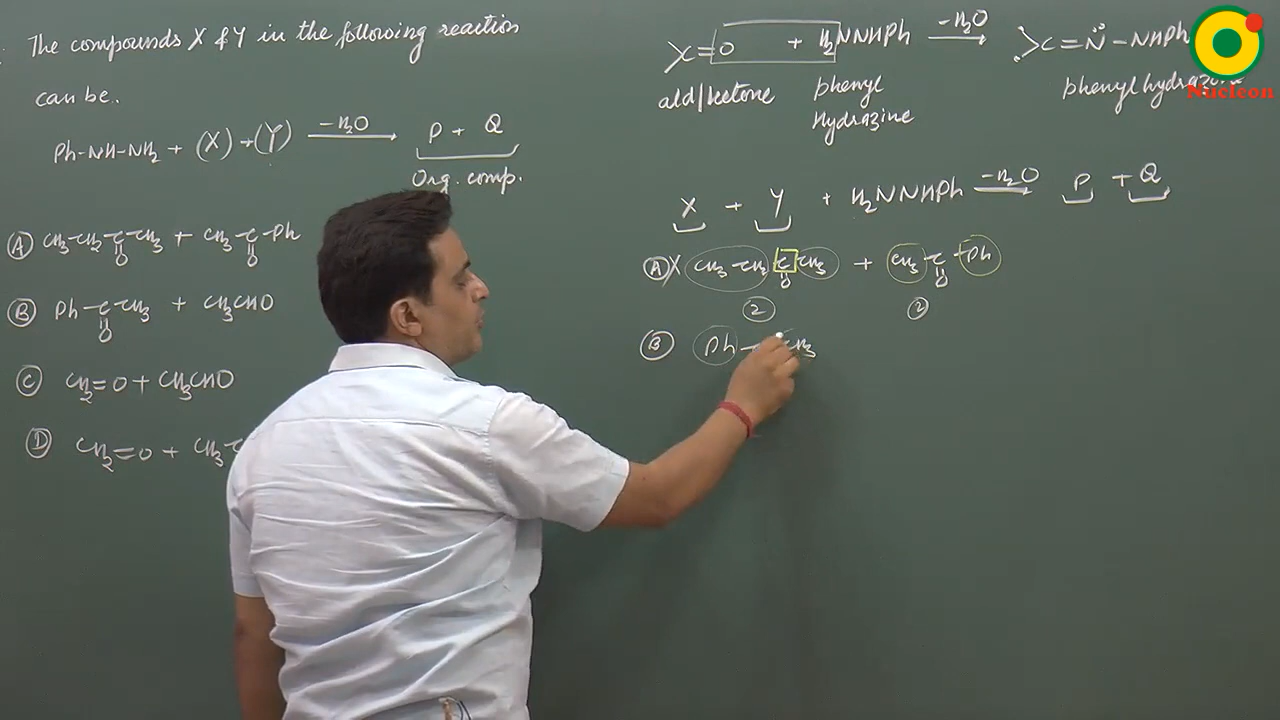 The compounds X & Y in the following reaction
can be.
Ph-NH-NH₂ + (X) + (Y) -H₂O P + Q
Org. comp.
(A) CH₃-CH₂-C-CH₃ + CH₃-C-Ph
O O
(B) Ph-C-CH₃ + CH₃CHO
O
(C) CH₂=O + CH₃CHO
(D) CH₂=O + CH₃-C
>C=O + H₂NNHPh -H₂O >C=N̈-NHPh
ald/ketone phenyl Hydrazine phenyl hydrazone
Nucleon
X + Y + H₂NNHPh -H₂O P + Q
(A) X CH₃-CH₂-C-CH₃ + CH₃-C-Ph
O O
2 2
(B) Ph- CH₃